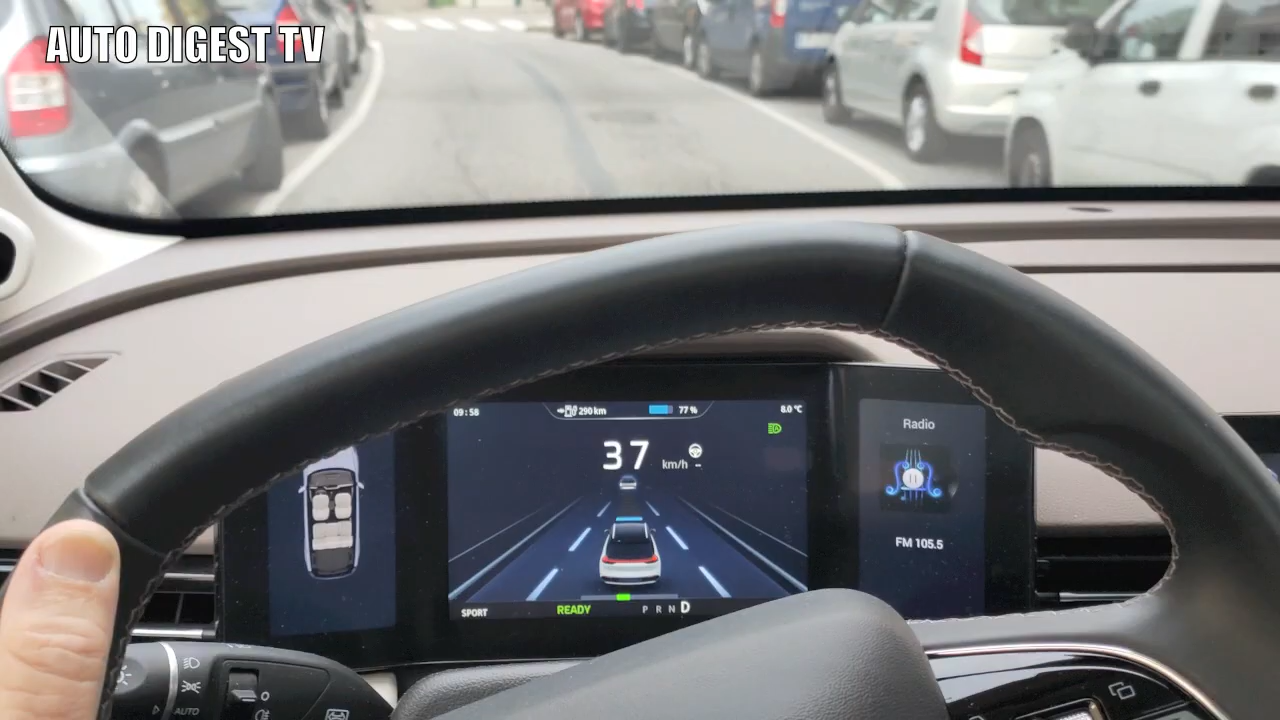 AUTO DIGEST TV
09:58
290 km
77 %
8.0 °C
37 km/h --
Radio
FM 105.5
SPORT
READY
P R N D
AUTO